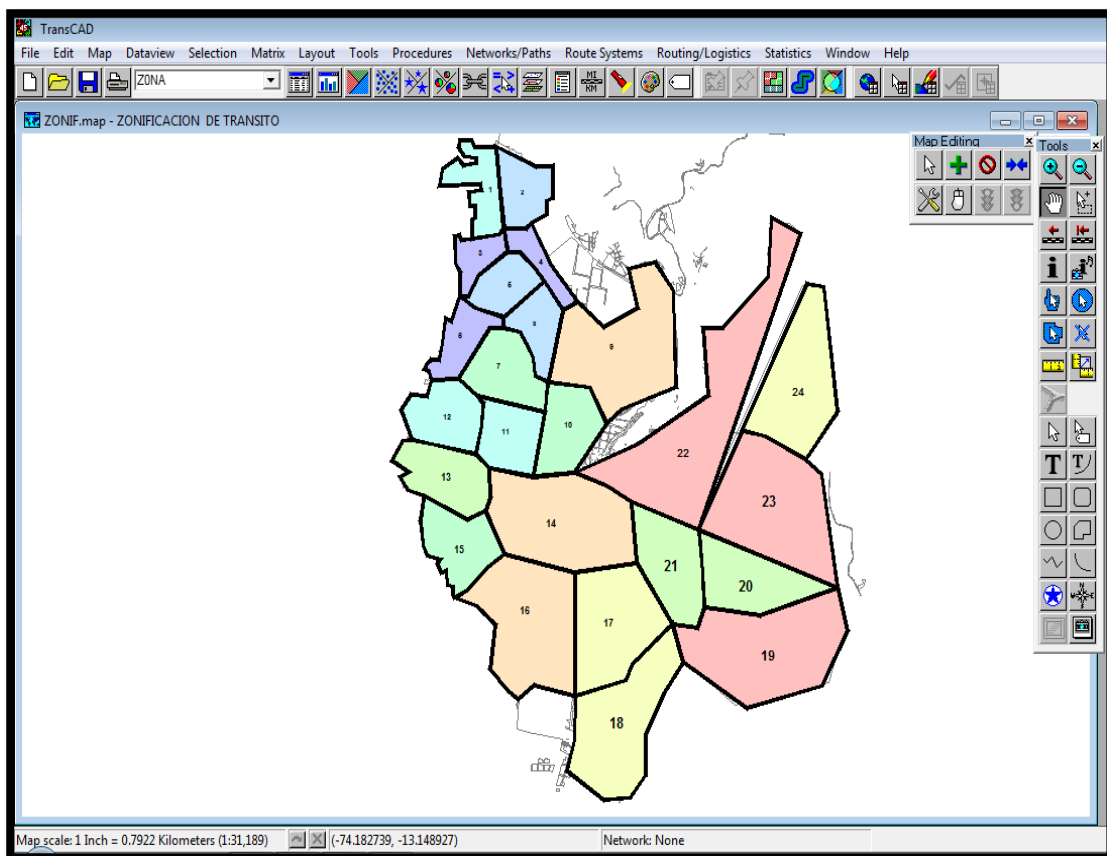 TransCAD
File Edit Map Dataview Selection Matrix Layout Tools Procedures Networks/Paths Route Systems Routing/Logistics Statistics Window Help
Z0NA
MI
KM
ZONIF.map - ZONIFICACION DE TRANSITO
Map Editing
Tools
1
2
3
4
5
6
8
7
9
12
11
10
24
22
13
23
14
15
21
20
16
17
19
18
Map scale: 1 Inch = 0.7922 Kilometers (1:31,189)
(-74.182739, -13.148927)
Network: None